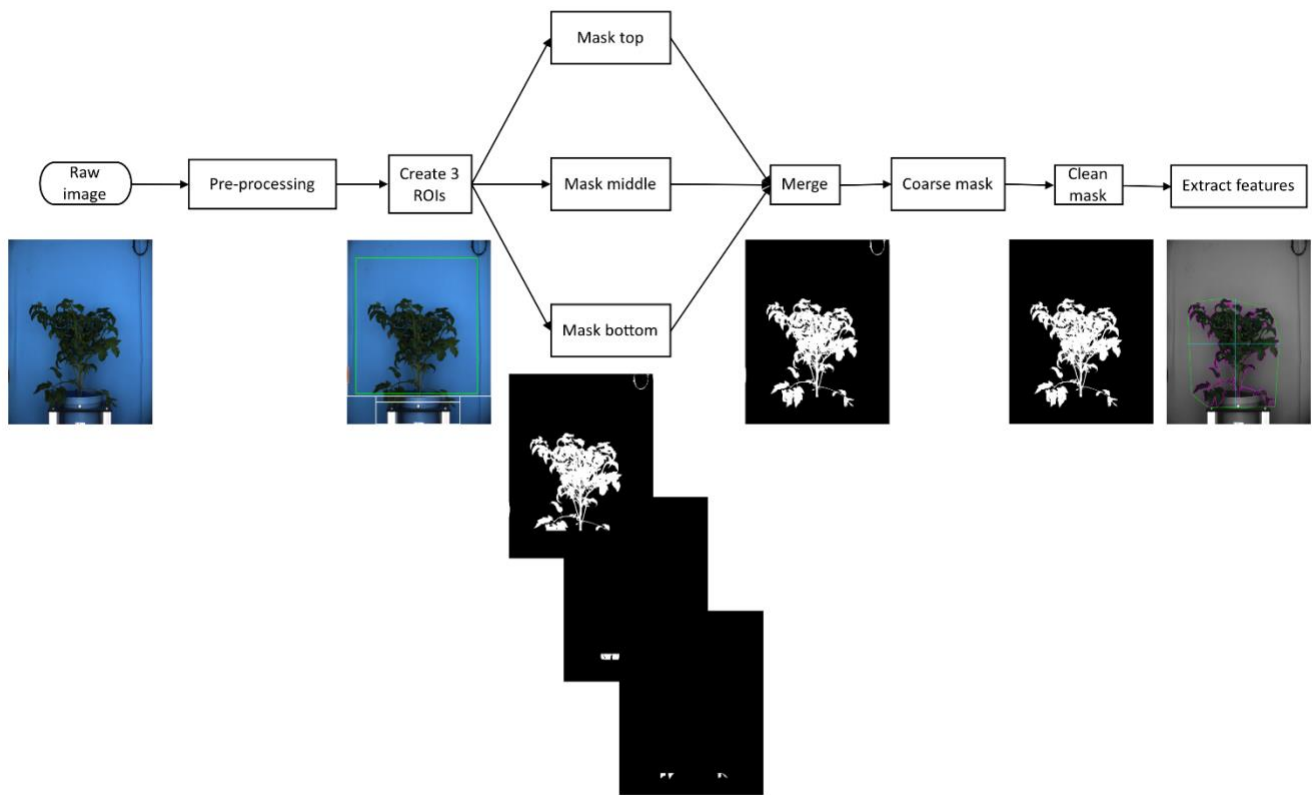 Mask top
Raw
image
Pre-processing
Create 3
ROIs
Mask middle
Merge
Coarse mask
Clean
mask
Extract features
Mask bottom